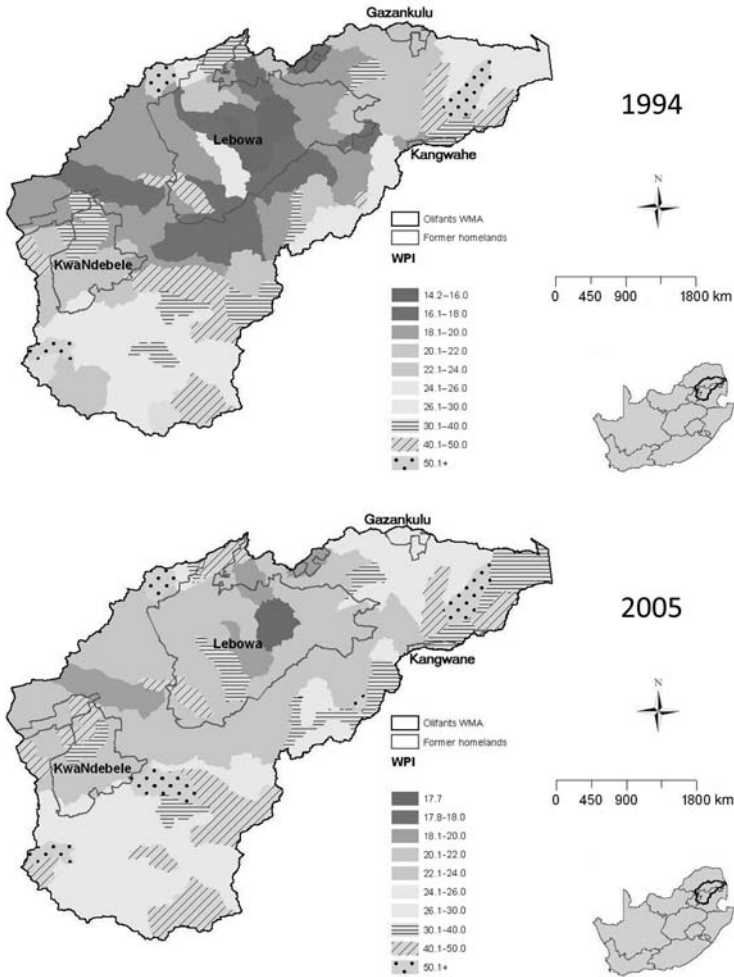 Gazankulu
1994
Lebowa
Kangwahe
KwaNdebele
Olifants WMA
Former homelands
WPI
14.2–16.0
16.1–18.0
18.1–20.0
20.1–22.0
22.1–24.0
24.1–26.0
26.1–30.0
30.1–40.0
40.1–50.0
50.1+
0 450 900 1800 km
Gazankulu
2005
Lebowa
Kangwane
KwaNdebele
Olifants WMA
Former homelands
WPI
17.7
17.8-18.0
18.1-20.0
20.1-22.0
22.1-24.0
24.1-26.0
26.1-30.0
30.1-40.0
40.1-50.0
50.1+
0 450 900 1800 km